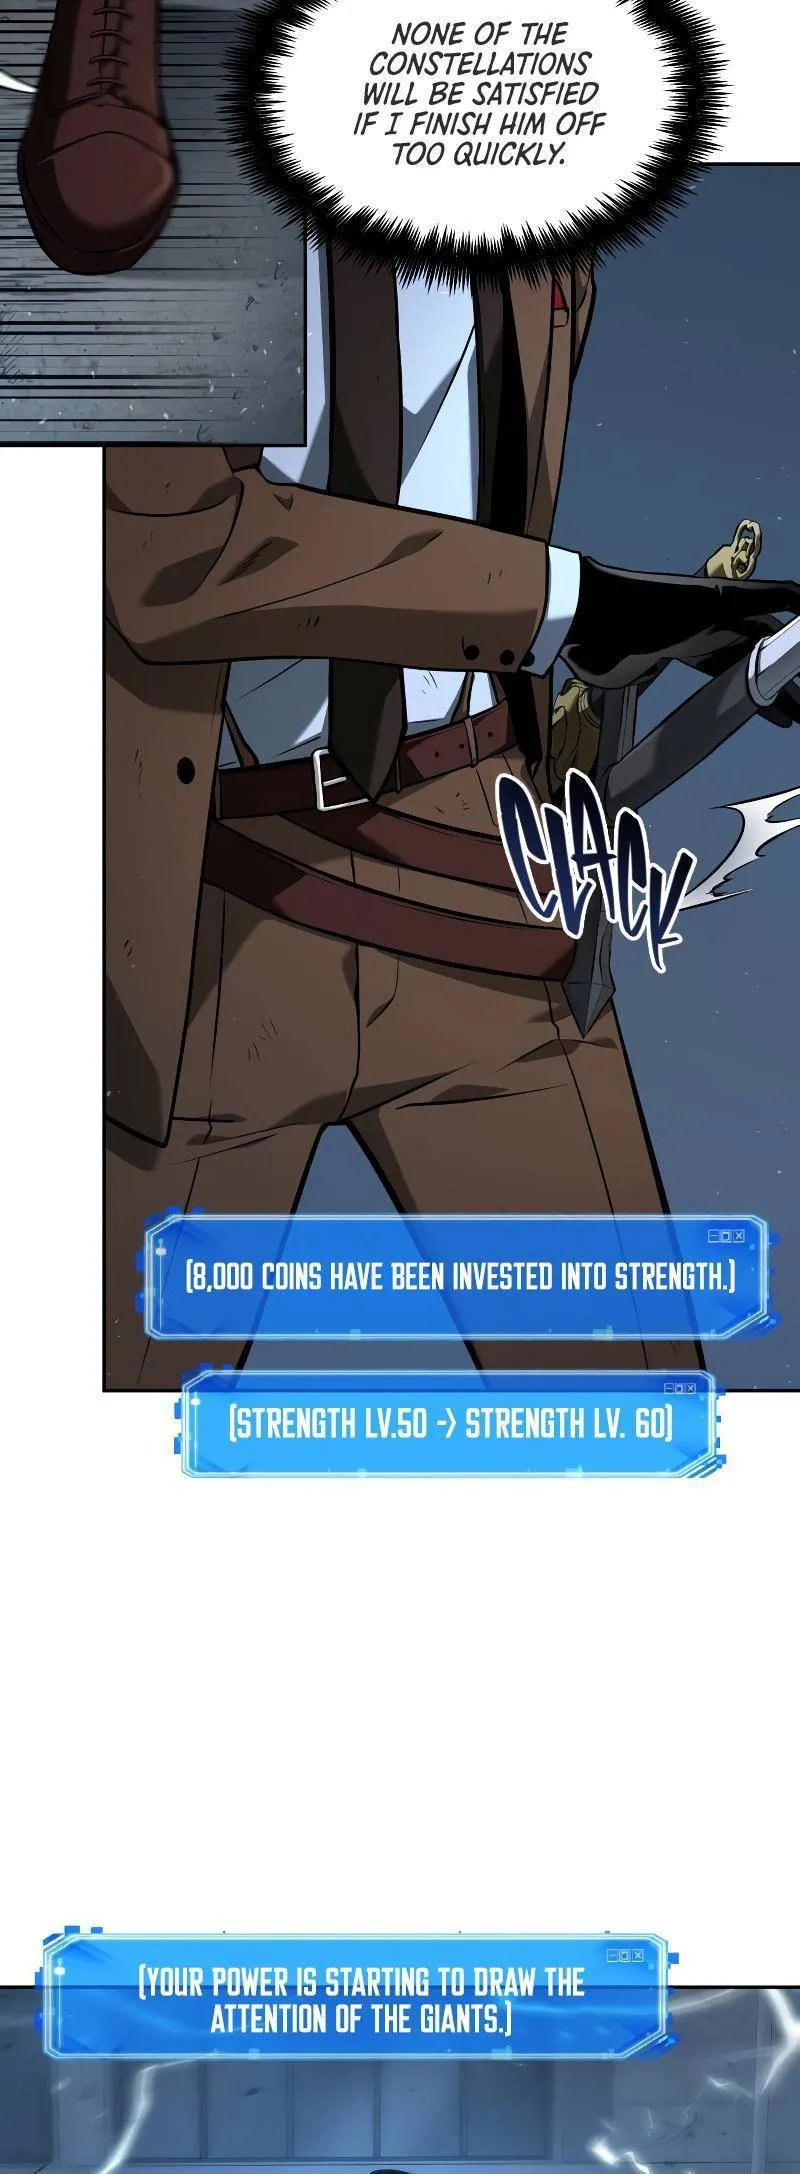 NONE OF THE
CONSTELLATIONS
WILL BE SATISFIED
IF I FINISH HIM OFF
TOO QUICKLY.
CLACK
[8,000 COINS HAVE BEEN INVESTED INTO STRENGTH.]
[STRENGTH LV.50 -> STRENGTH LV. 60]
[YOUR POWER IS STARTING TO DRAW THE
ATTENTION OF THE GIANTS.]